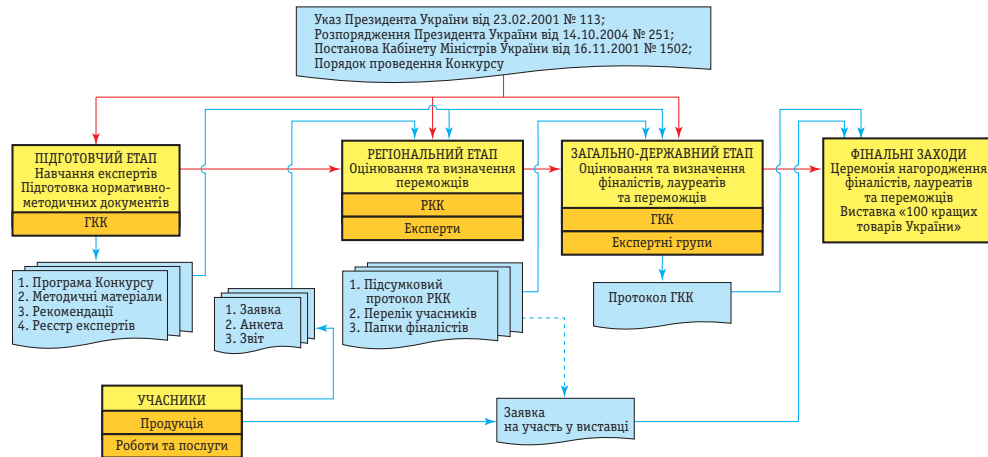 Указ Президента України від 23.02.2001 № 113;
Розпорядження Президента України від 14.10.2004 № 251;
Постанова Кабінету Міністрів України від 16.11.2001 № 1502;
Порядок проведення Конкурсу
ПІДГОТОВЧИЙ ЕТАП
Навчання експертів
Підготовка нормативно-
методичних документів
ГКК
РЕГІОНАЛЬНИЙ ЕТАП
Оцінювання та визначення
переможців
РКК
Експерти
ЗАГАЛЬНО-ДЕРЖАВНИЙ ЕТАП
Оцінювання та визначення
фіналістів, лауреатів
та переможців
ГКК
Експертні групи
ФІНАЛЬНІ ЗАХОДИ
Церемонія нагородження
фіналістів, лауреатів
та переможців
Виставка «100 кращих
товарів України»
1. Програма Конкурсу
2. Методичні матеріали
3. Рекомендації
4. Реєстр експертів
1. Заявка
2. Анкета
3. Звіт
1. Підсумковий
протокол РКК
2. Перелік учасників
3. Папки фіналістів
Протокол ГКК
УЧАСНИКИ
Продукція
Роботи та послуги
Заявка
на участь у виставці